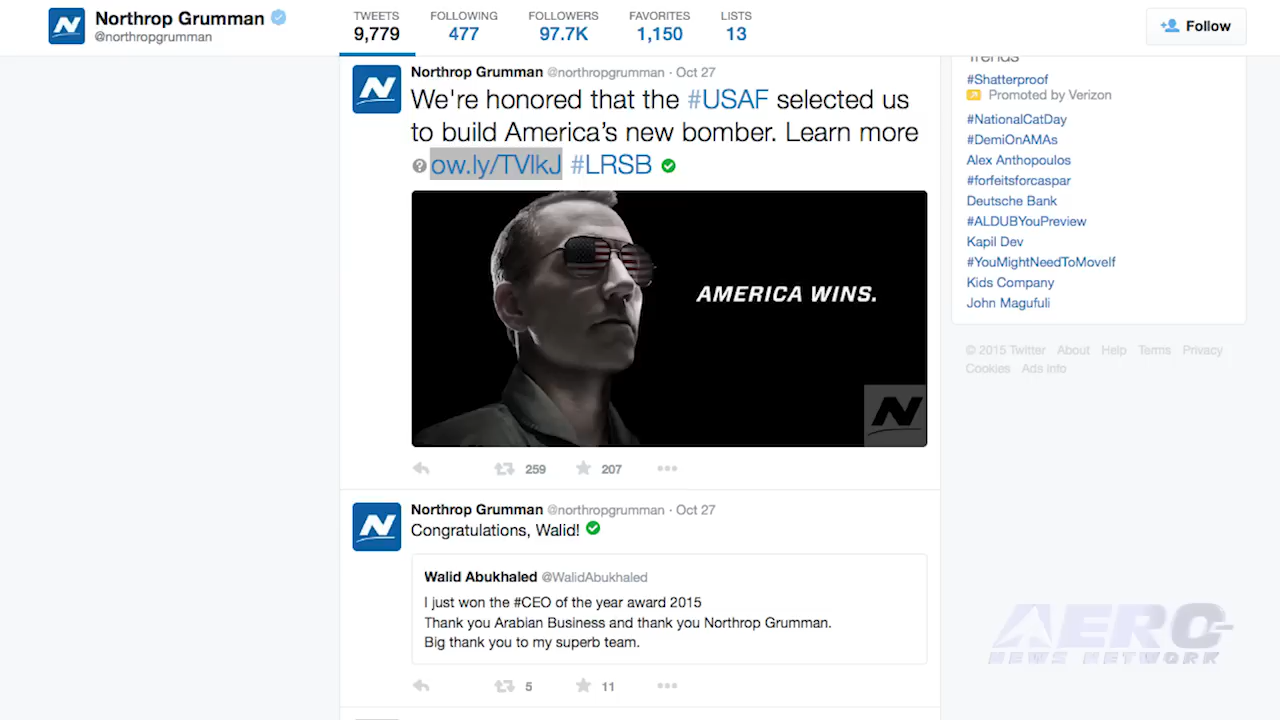 Northrop Grumman
@northropgrumman
TWEETS
9,779
FOLLOWING
477
FOLLOWERS
97.7K
FAVORITES
1,150
LISTS
13
Follow
Northrop Grumman @northropgrumman · Oct 27
We're honored that the #USAF selected us
to build America's new bomber. Learn more
ow.ly/TVlkJ #LRSB
AMERICA WINS.
259
207
Northrop Grumman @northropgrumman · Oct 27
Congratulations, Walid!
Walid Abukhaled @WalidAbukhaled
I just won the #CEO of the year award 2015
Thank you Arabian Business and thank you Northrop Grumman.
Big thank you to my superb team.
5
11
Trends
#Shatterproof
Promoted by Verizon
#NationalCatDay
#DemiOnAMAs
Alex Anthopoulos
#forfeitsforcaspar
Deutsche Bank
#ALDUBYouPreview
Kapil Dev
#YouMightNeedToMoveIf
Kids Company
John Magufuli
© 2015 Twitter About Help Terms Privacy
Cookies Ads info
AERO
NEWS NETWORK